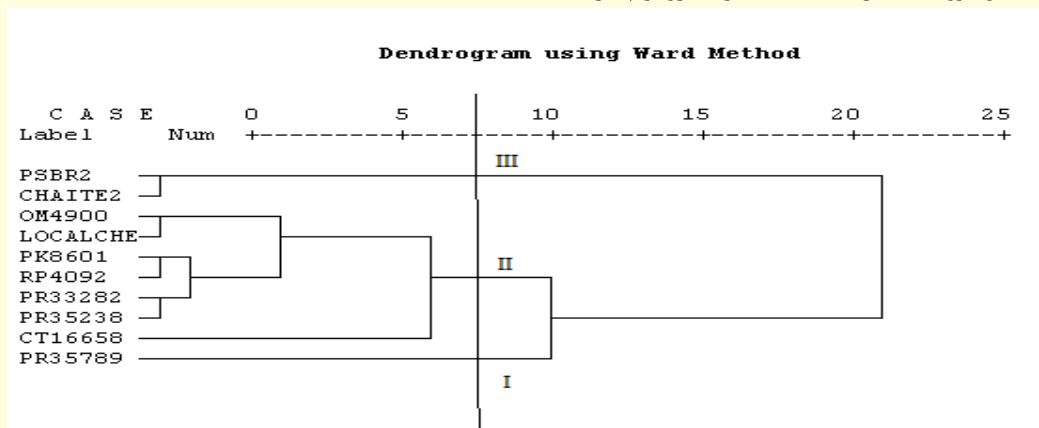 Dendrogram using Ward Method
C A S E 0 5 10 15 20 25
Label Num +---------+---------+---------+---------+---------+
III
PSBR2
CHAITE2
OM4900
LOCALCHE
PK8601
II
RP4092
PR33282
PR35238
CT16658
PR35789
I